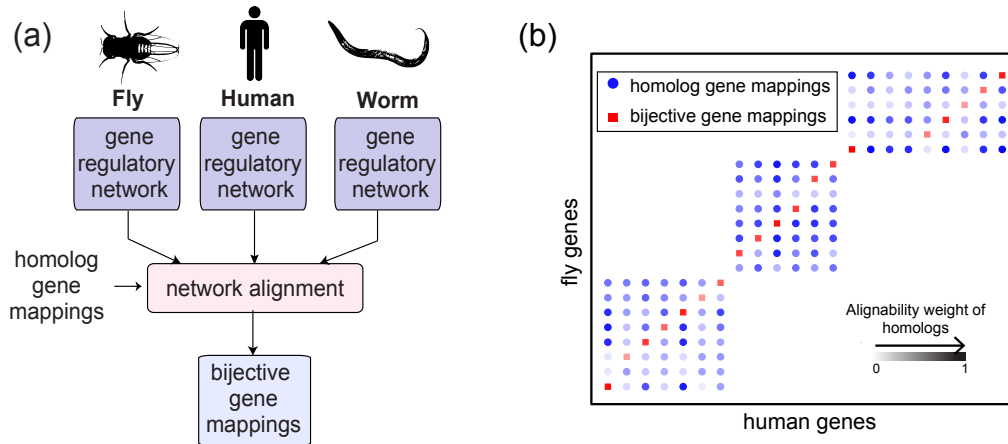 (a)
Fly
Human
Worm
gene
regulatory
network
gene
regulatory
network
gene
regulatory
network
homolog
gene
mappings
network alignment
bijective
gene
mappings
(b)
homolog gene mappings
bijective gene mappings
fly genes
Alignability weight of
homologs
0 1
human genes